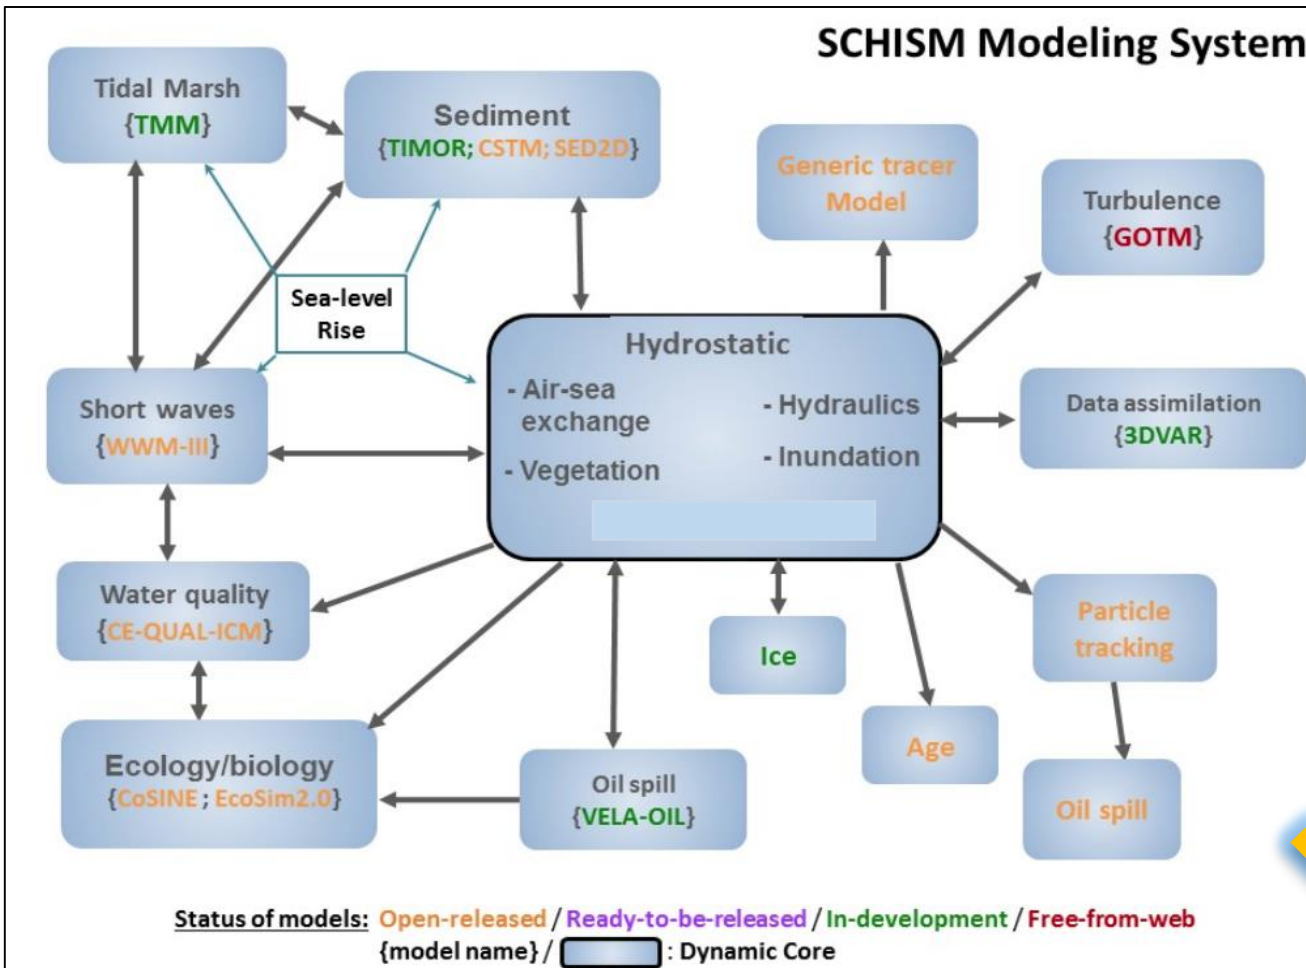 SCHISM Modeling System
Tidal Marsh
{TMM}
Sediment
{TIMOR; CSTM; SED2D}
Generic tracer
Model
Turbulence
{GOTM}
Sea-level
Rise
Hydrostatic
- Air-sea
exchange
- Hydraulics
- Vegetation
- Inundation
Short waves
{WWM-III}
Data assimilation
{3DVAR}
Water quality
{CE-QUAL-ICM}
Ice
Particle
tracking
Age
Ecology/biology
{CoSINE ; EcoSim2.0}
Oil spill
{VELA-OIL}
Oil spill
Status of models: Open-released / Ready-to-be-released / In-development / Free-from-web
{model name} / : Dynamic Core